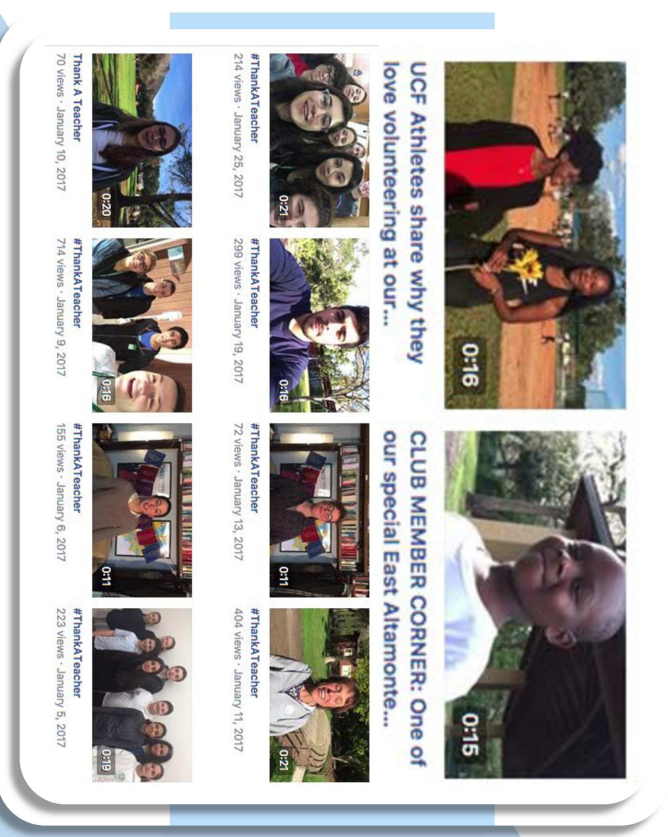 0:16
0:15
UCF Athletes share why they
love volunteering at our...
CLUB MEMBER CORNER: One of
our special East Altamonte...
0:21
0:16
0:11
0:21
#ThankATeacher
214 views · January 25, 2017
#ThankATeacher
299 views · January 19, 2017
#ThankATeacher
72 views · January 13, 2017
#ThankATeacher
404 views · January 11, 2017
0:20
0:16
0:11
0:19
Thank A Teacher
70 views · January 10, 2017
#ThankATeacher
714 views · January 9, 2017
#ThankATeacher
155 views · January 6, 2017
#ThankATeacher
223 views · January 5, 2017